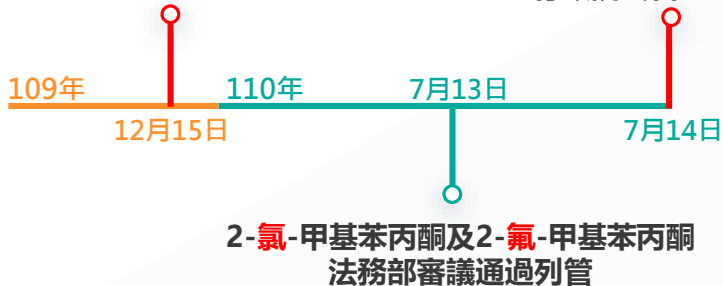 109年
110年
7月13日
12月15日
7月14日
2-氯-甲基苯丙酮及2-氟-甲基苯丙酮
法務部審議通過列管